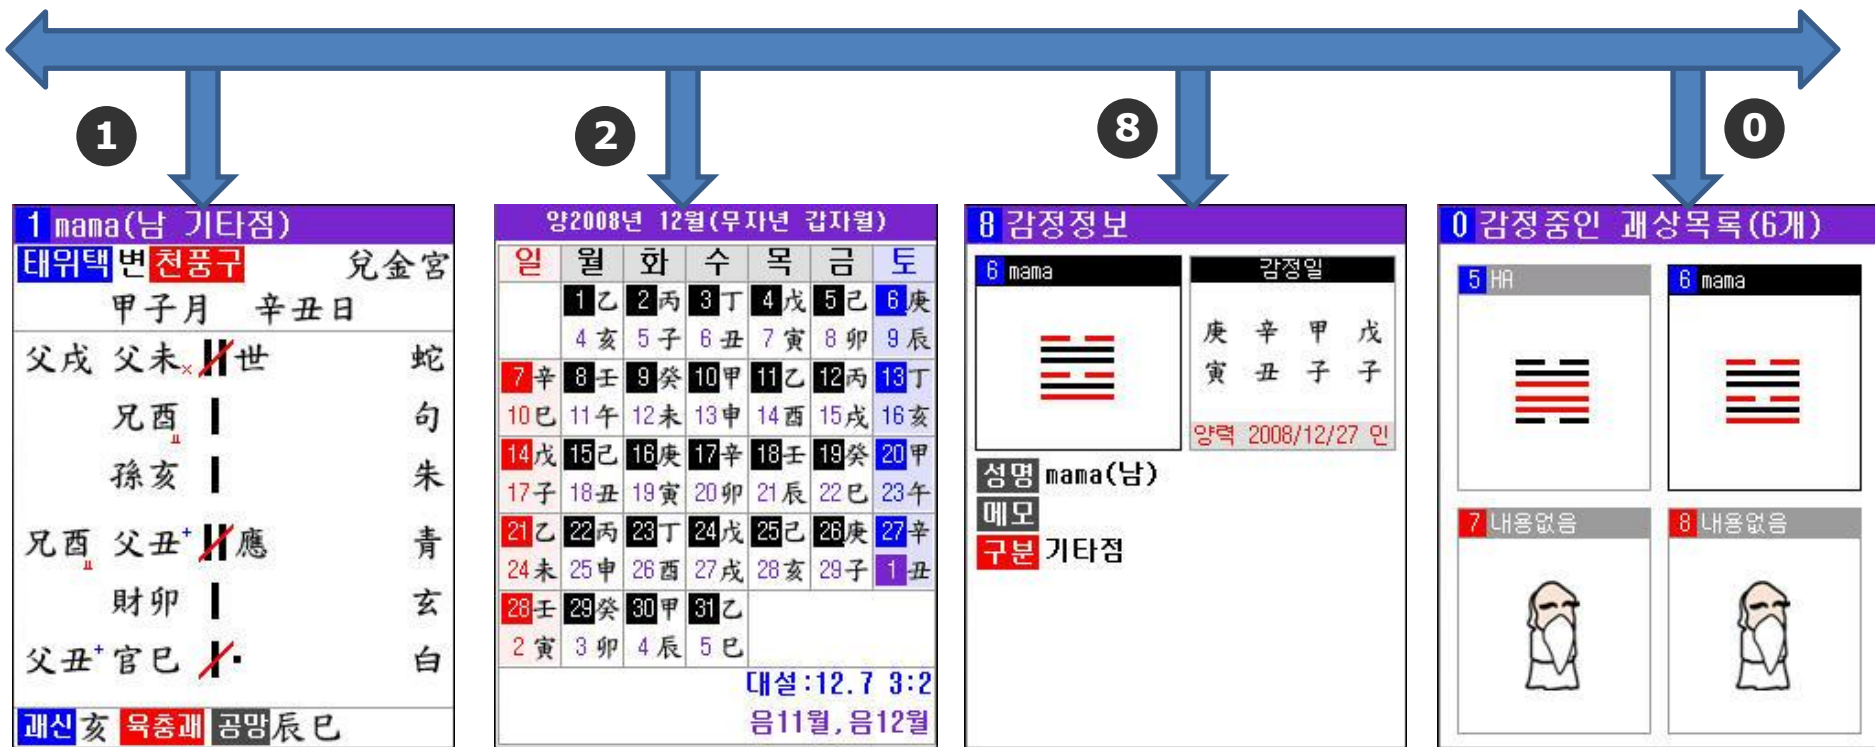 1
2
8
0
1 mama(남 기타점)
태위택 변 천풍구 兌金宮
甲子月 辛丑日
父戌 父未× 世 蛇
兄酉 句
孫亥 朱
兄酉 父丑+ 應 青
財卯 玄
父丑+ 官巳 白
괘신 亥 육충괘 공망 辰巳
양2008년 12월(무자년 갑자월)
일 월 화 수 목 금 토
1乙 2丙 3丁 4戊 5己 6庚
4亥 5子 6丑 7寅 8卯 9辰
7辛 8壬 9癸 10甲 11乙 12丙 13丁
10巳 11午 12未 13申 14酉 15戌 16亥
14戊 15己 16庚 17辛 18壬 19癸 20甲
17子 18丑 19寅 20卯 21辰 22巳 23午
21乙 22丙 23丁 24戊 25己 26庚 27辛
24未 25申 26酉 27戌 28亥 29子 1丑
28壬 29癸 30甲 31乙
2寅 3卯 4辰 5巳
대설:12.7 3:2
음11월,음12월
8 감정정보
6 mama
감정일
庚 辛 甲 戊
寅 丑 子 子
양력 2008/12/27 인
성명 mama(남)
메모
구분 기타점
0 감정중인 괘상목록(6개)
5 HA
6 mama
7 내용없음
8 내용없음